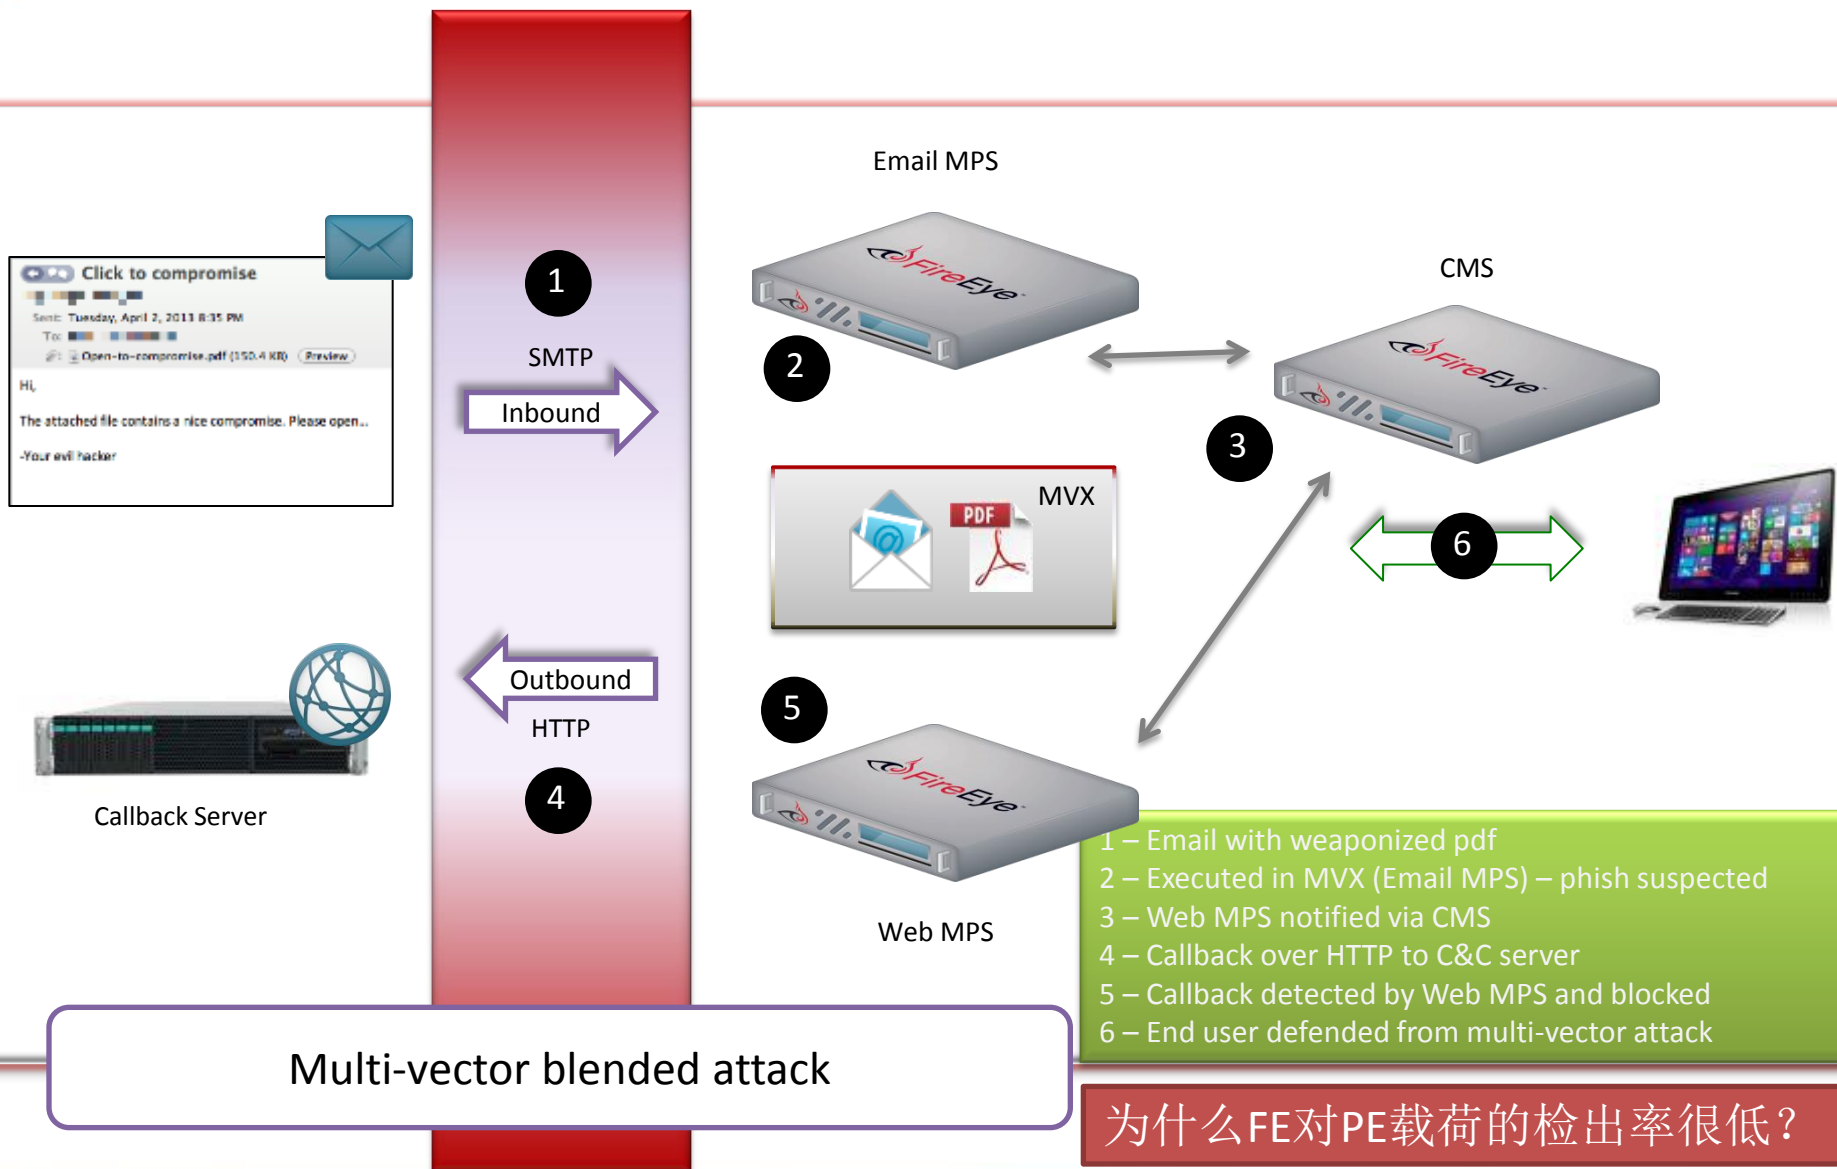 Email MPS
FireEye
CMS
FireEye
Click to compromise
Sent: Tuesday, April 2, 2013 8:35 PM
To:
Open-to-compromise.pdf (150.4 KB) Preview
Hi,
The attached file contains a nice compromise. Please open...
-Your evil hacker
1
SMTP
Inbound
2
3
MVX
@
PDF
6
Outbound
HTTP
4
5
FireEye
Web MPS
Callback Server
1 – Email with weaponized pdf
2 – Executed in MVX (Email MPS) – phish suspected
3 – Web MPS notified via CMS
4 – Callback over HTTP to C&C server
5 – Callback detected by Web MPS and blocked
6 – End user defended from multi-vector attack
Multi-vector blended attack
为什么FE对PE载荷的检出率很低？